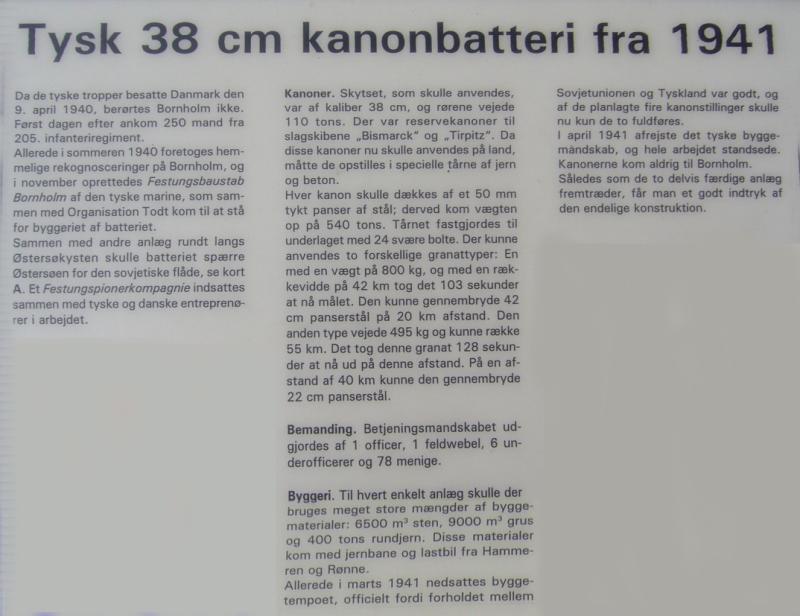 Tysk 38 cm kanonbatteri fra 1941
Da de tyske tropper besatte Danmark den
9. april 1940, berørtes Bornholm ikke.
Først dagen efter ankom 250 mand fra
205. infanteriregiment.
Allerede i sommeren 1940 foretoges hem-
melige rekognosceringer på Bornholm, og
i november oprettedes Festungsbaustab
Bornholm af den tyske marine, som sam-
men med Organisation Todt kom til at stå
for byggeriet af batteriet.
Sammen med andre anlæg rundt langs
Østersøkysten skulle batteriet spærre
Østersøen for den sovjetiske flåde, se kort
A. Et Festungspionerkompagnie indsattes
sammen med tyske og danske entreprenø-
rer i arbejdet.
Kanoner. Skytset, som skulle anvendes,
var af kaliber 38 cm, og rørene vejede
110 tons. Der var reservekanoner til
slagskibene „Bismarck" og „Tirpitz". Da
disse kanoner nu skulle anvendes på land,
måtte de opstilles i specielle tårne af jern
og beton.
Hver kanon skulle dækkes af et 50 mm
tykt panser af stål; derved kom vægten
op på 540 tons. Tårnet fastgjordes til
underlaget med 24 svære bolte. Der kunne
anvendes to forskellige granattyper: En
med en vægt på 800 kg, og med en ræk-
kevidde på 42 km tog det 103 sekunder
at nå målet. Den kunne gennembryde 42
cm panserstål på 20 km afstand. Den
anden type vejede 495 kg og kunne række
55 km. Det tog denne granat 128 sekun-
der at nå ud på denne afstand. På en af-
stand af 40 km kunne den gennembryde
22 cm panserstål.
Bemanding. Betjeningsmandskabet ud-
gjordes af 1 officer, 1 feldwebel, 6 un-
derofficerer og 78 menige.
Byggeri. Til hvert enkelt anlæg skulle der
bruges meget store mængder af bygge-
materialer: 6500 m³ sten, 9000 m³ grus
og 400 tons rundjern. Disse materialer
kom med jernbane og lastbil fra Hamme-
ren og Rønne.
Allerede i marts 1941 nedsattes bygge-
tempoet, officielt fordi forholdet mellem
Sovjetunionen og Tyskland var godt, og
af de planlagte fire kanonstillinger skulle
nu kun de to fuldføres.
I april 1941 afrejste det tyske bygge-
mandskab, og hele arbejdet standsede.
Kanonerne kom aldrig til Bornholm.
Således som de to delvis færdige anlæg
fremtræder, får man et godt indtryk af
den endelige konstruktion.